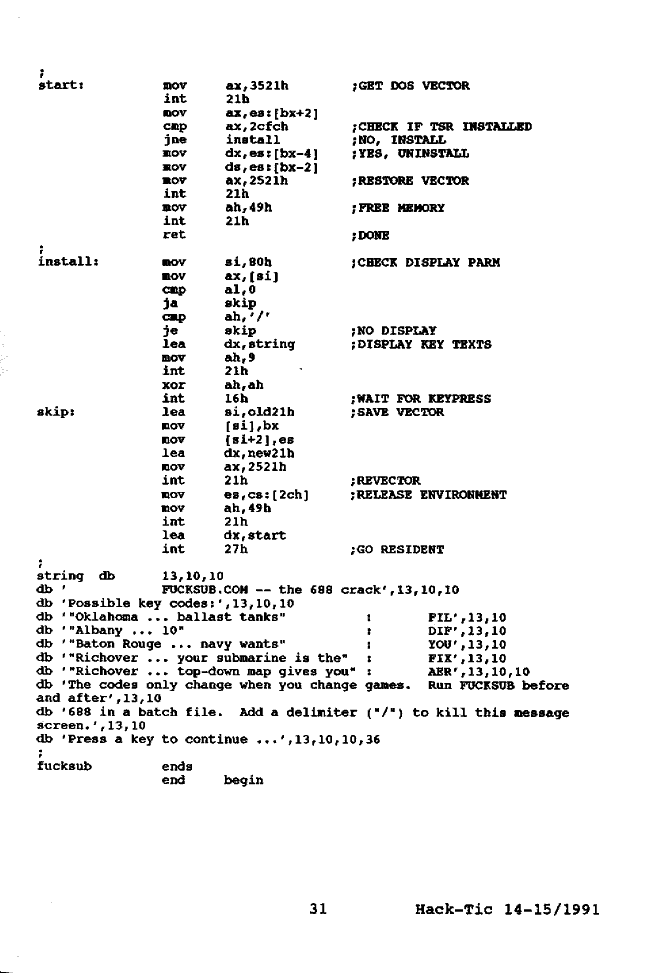 ;
start: mov ax,3521h ;GET DOS VECTOR
int 21h
mov ax,es:[bx+2]
cmp ax,2cfch ;CHECK IF TSR INSTALLED
jne install ;NO, INSTALL
mov dx,es:[bx-4] ;YES, UNINSTALL
mov ds,es:[bx-2]
mov ax,2521h ;RESTORE VECTOR
int 21h
mov ah,49h ;FREE MEMORY
int 21h
ret ;DONE
;
install: mov si,80h ;CHECK DISPLAY PARM
mov ax,[si]
cmp al,0
ja skip
cmp ah,'/'
je skip ;NO DISPLAY
lea dx,string ;DISPLAY KEY TEXTS
mov ah,9
int 21h
xor ah,ah
int 16h ;WAIT FOR KEYPRESS
skip: lea si,old21h ;SAVE VECTOR
mov [si],bx
mov [si+2],es
lea dx,new21h
mov ax,2521h
int 21h ;REVECTOR
mov es,cs:[2ch] ;RELEASE ENVIRONMENT
mov ah,49h
int 21h
lea dx,start
int 27h ;GO RESIDENT
;
string db 13,10,10
db ' FUCKSUB.COM -- the 688 crack',13,10,10
db 'Possible key codes:',13,10,10
db '"Oklahoma ... ballast tanks" : PIL',13,10
db '"Albany ... 10" : DIF',13,10
db '"Baton Rouge ... navy wants" : YOU',13,10
db '"Richover ... your submarine is the" : FIX',13,10
db '"Richover ... top-down map gives you" : AER',13,10,10
db 'The codes only change when you change games. Run FUCKSUB before
and after',13,10
db '688 in a batch file. Add a delimiter ("/") to kill this message
screen.',13,10
db 'Press a key to continue ...',13,10,10,36
;
fucksub ends
end begin
31 Hack-Tic 14-15/1991